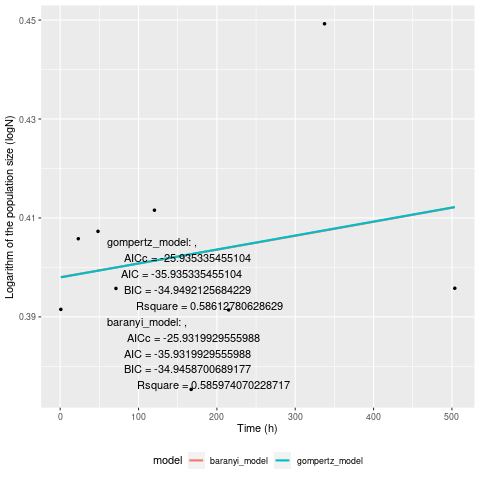 0.45
0.43
0.41
0.39
Logarithm of the population size (logN)
gompertz_model: ,
AICc = -25.935335455104
AIC = -35.935335455104
BIC = -34.9492125684229
Rsquare = 0.58612780628629
baranyi_model: ,
AICc = -25.9319929555988
AIC = -35.9319929555988
BIC = -34.9458700689177
Rsquare = 0.585974070228717
0 100 200 300 400 500
Time (h)
model baranyi_model gompertz_model